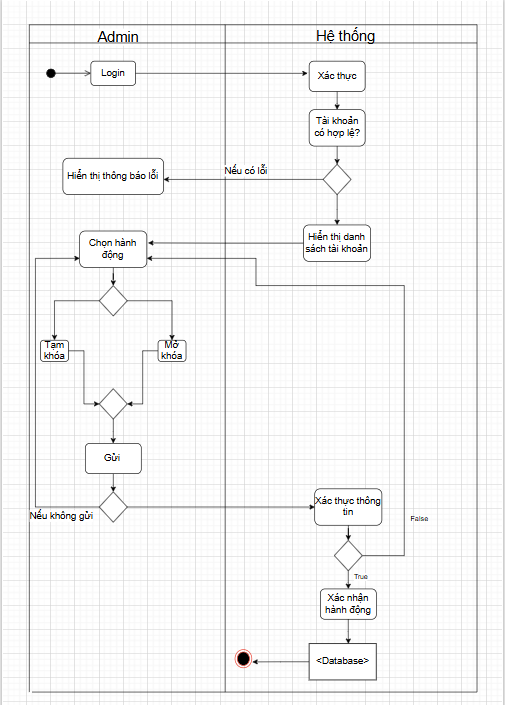 Admin
Hệ thống
Login
Xác thực
Tài khoản
có hợp lệ?
Nếu có lỗi
Hiển thị thông báo lỗi
Hiển thị danh
sách tài khoản
Chọn hành
động
Tạm
khóa
Mở
khóa
Gửi
Nếu không gửi
Xác thực thông
tin
False
True
Xác nhận
hành động
<Database>